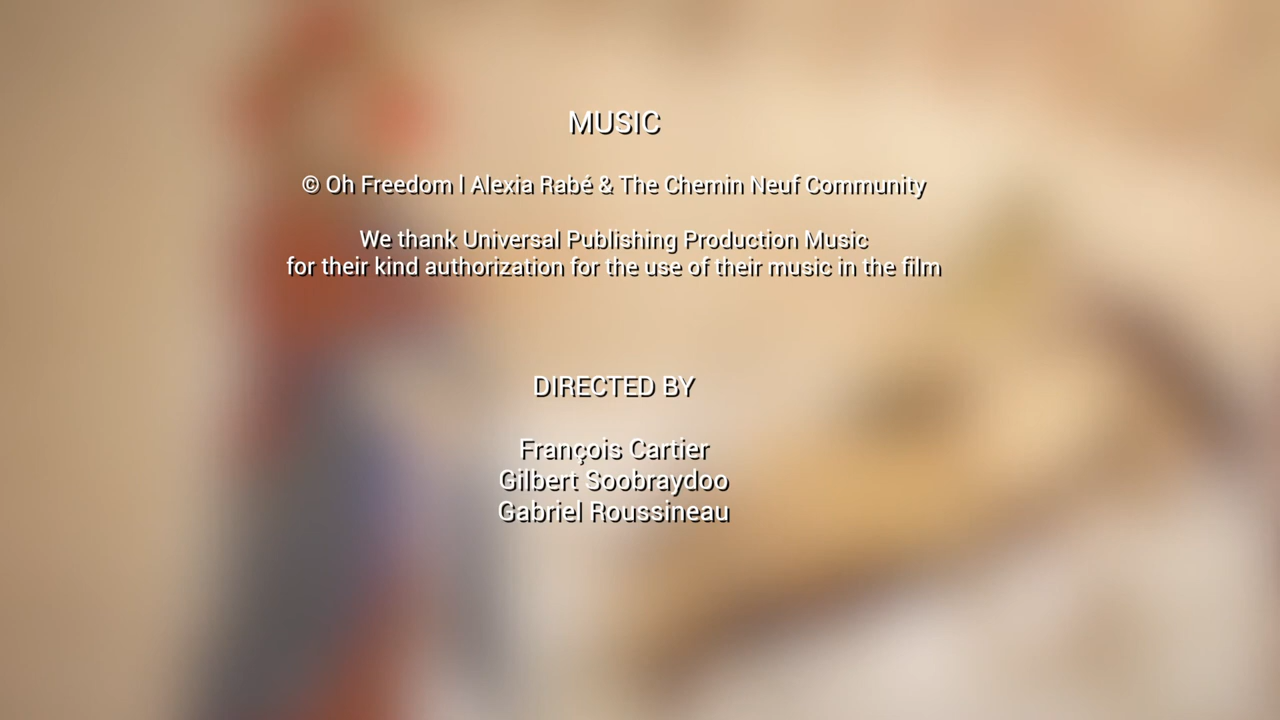 MUSIC
© Oh Freedom l Alexia Rabé & The Chemin Neuf Community
We thank Universal Publishing Production Music
for their kind authorization for the use of their music in the film
DIRECTED BY
François Cartier
Gilbert Soobraydoo
Gabriel Roussineau